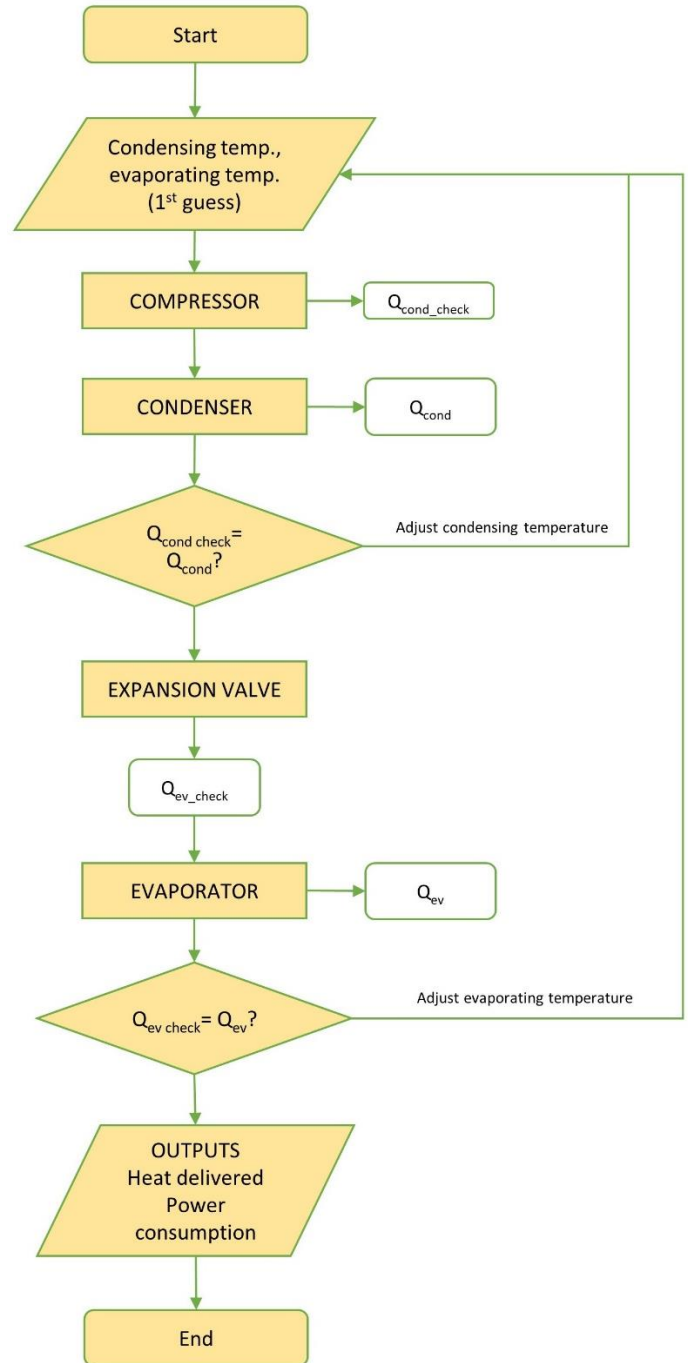 Start
Condensing temp.,
evaporating temp.
(1st guess)
COMPRESSOR
Qcond_check
CONDENSER
Qcond
Qcond check=
Qcond?
Adjust condensing temperature
EXPANSION VALVE
Qev_check
EVAPORATOR
Qev
Qev check= Qev?
Adjust evaporating temperature
OUTPUTS
Heat delivered
Power
consumption
End